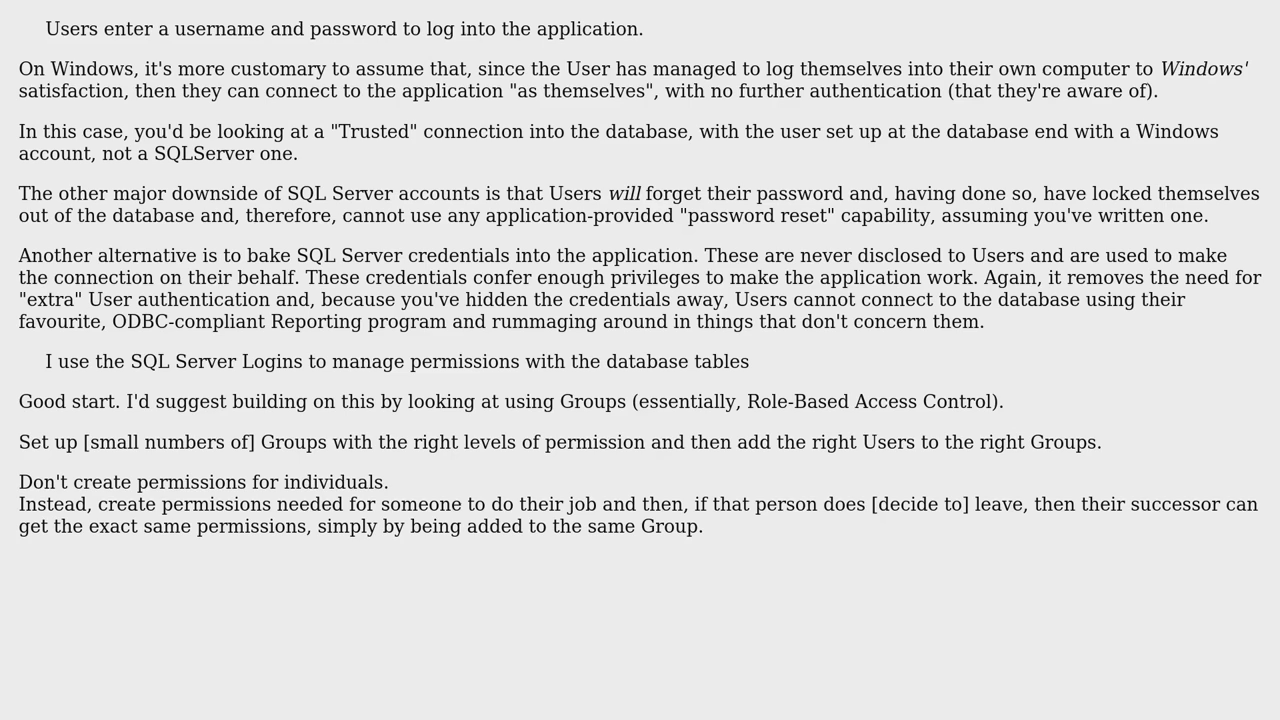 Users enter a username and password to log into the application.
On Windows, it's more customary to assume that, since the User has managed to log themselves into their own computer to Windows'
satisfaction, then they can connect to the application "as themselves", with no further authentication (that they're aware of).
In this case, you'd be looking at a "Trusted" connection into the database, with the user set up at the database end with a Windows
account, not a SQLServer one.
The other major downside of SQL Server accounts is that Users will forget their password and, having done so, have locked themselves
out of the database and, therefore, cannot use any application-provided "password reset" capability, assuming you've written one.
Another alternative is to bake SQL Server credentials into the application. These are never disclosed to Users and are used to make
the connection on their behalf. These credentials confer enough privileges to make the application work. Again, it removes the need for
"extra" User authentication and, because you've hidden the credentials away, Users cannot connect to the database using their
favourite, ODBC-compliant Reporting program and rummaging around in things that don't concern them.
I use the SQL Server Logins to manage permissions with the database tables
Good start. I'd suggest building on this by looking at using Groups (essentially, Role-Based Access Control).
Set up [small numbers of] Groups with the right levels of permission and then add the right Users to the right Groups.
Don't create permissions for individuals.
Instead, create permissions needed for someone to do their job and then, if that person does [decide to] leave, then their successor can
get the exact same permissions, simply by being added to the same Group.